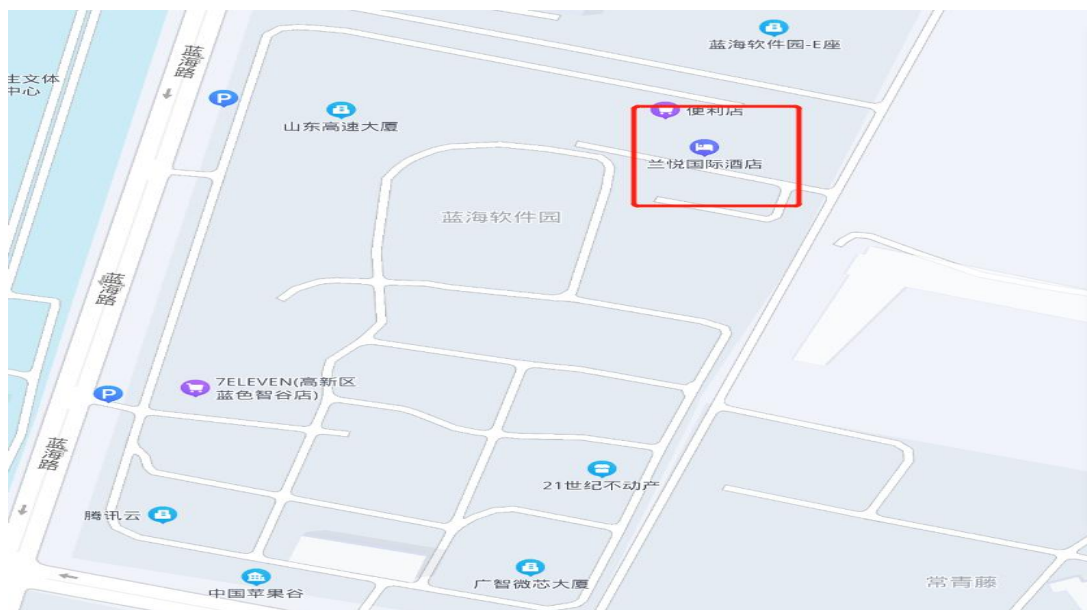 蓝海软件园-E座
蓝海路
主文体
中心
P
便利店
山东高速大厦
兰悦国际酒店
蓝海软件园
蓝海路
7ELEVEN(高新区
蓝色智谷店)
P
蓝海路
21世纪不动产
腾讯云
广智微芯大厦
常青藤
中国苹果谷